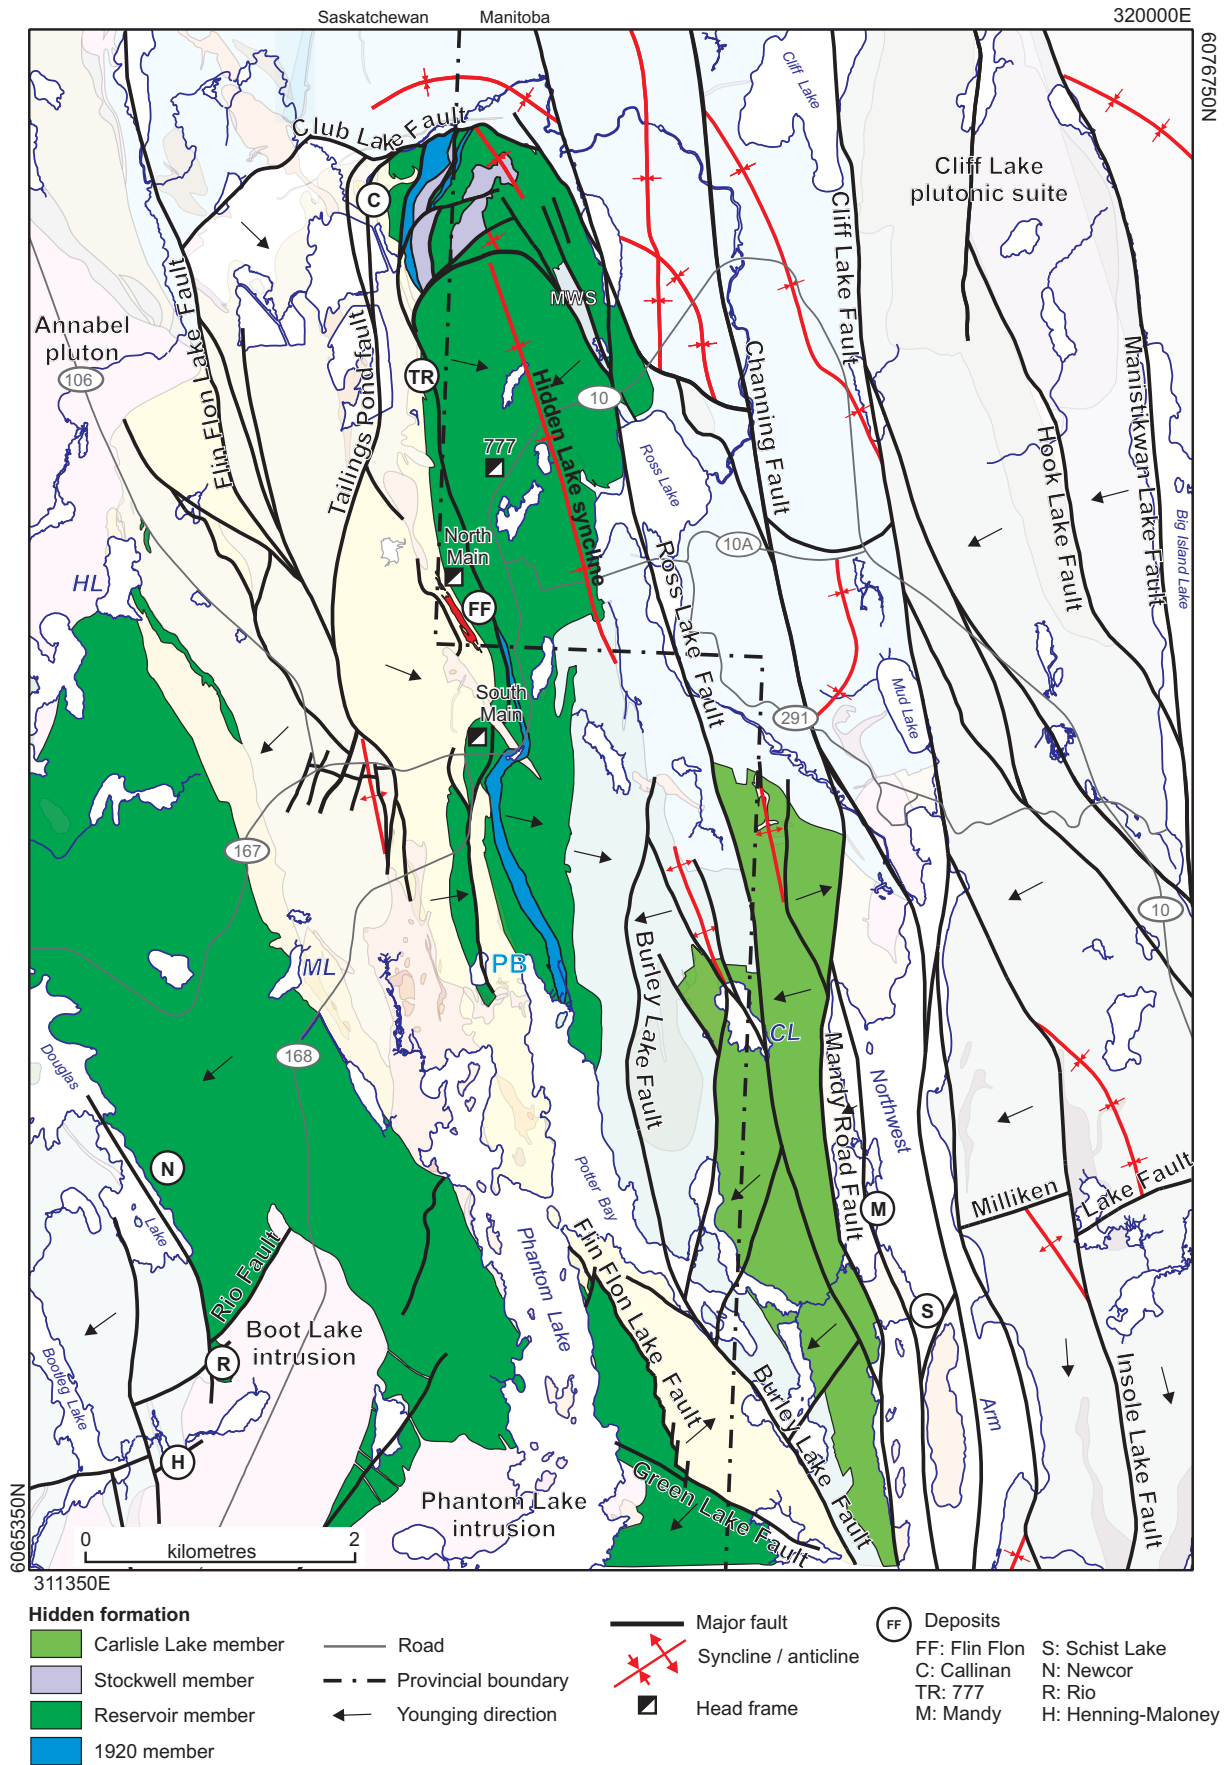 Saskatchewan
Manitoba
320000E
6076750N
Club Lake Fault
Cliff Lake
Cliff Lake
plutonic suite
C
Cliff Lake Fault
Flin Flon Lake Fault
MWS
Annabel
pluton
106
Tailings Pond fault
TR
Hidden Lake syncline
10
Channing Fault
Manistikwan Lake Fault
Hook Lake Fault
777
Ross Lake
Big Island Lake
North
Main
10A
HL
FF
Ross Lake Fault
South
Main
291
Mud Lake
167
10
ML
PB
Burley Lake Fault
CL
Mandy Road Fault
Northwest
168
Douglas
Lake
N
Potter Bay
M
Milliken
Lake Fault
Phantom Lake
Flin Flon Lake Fault
Rio Fault
Boot Lake
intrusion
R
S
Bootleg Lake
Burley Lake Fault
Arm
Insole Lake Fault
H
Green Lake Fault
Phantom Lake
intrusion
6065350N
0
2
kilometres
311350E
Hidden formation
Carlisle Lake member
Stockwell member
Reservoir member
1920 member
Road
Provincial boundary
Younging direction
Major fault
Syncline / anticline
Head frame
FF
Deposits
FF: Flin Flon
C: Callinan
TR: 777
M: Mandy
S: Schist Lake
N: Newcor
R: Rio
H: Henning-Maloney